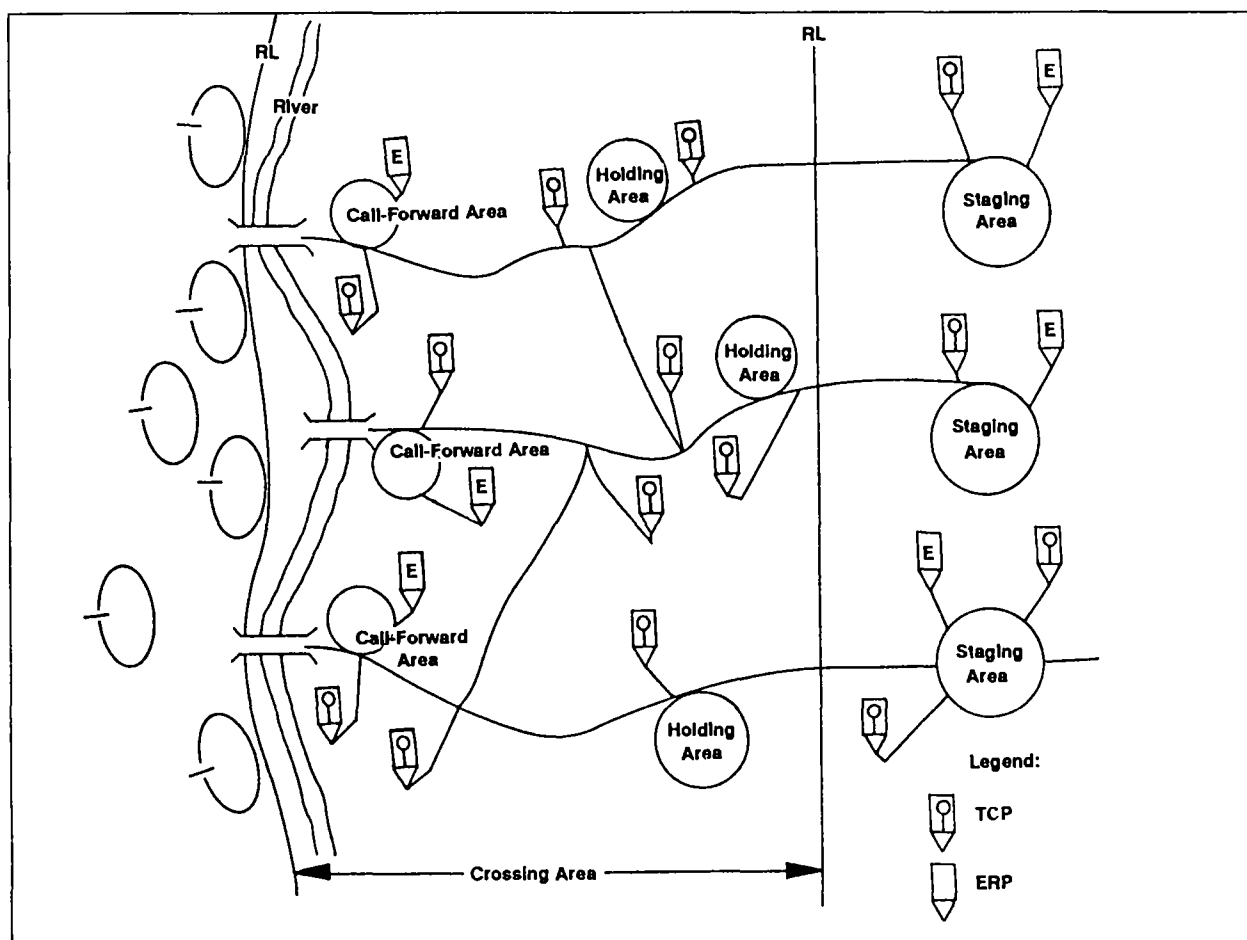 RL
RL
River
E
E
Holding
Area
Call-Forward Area
Staging
Area
Holding
Area
E
Call-Forward Area
Staging
Area
E
E
E
Call-Forward
Area
Staging
Area
Holding
Area
Legend:
TCP
Crossing Area
ERP